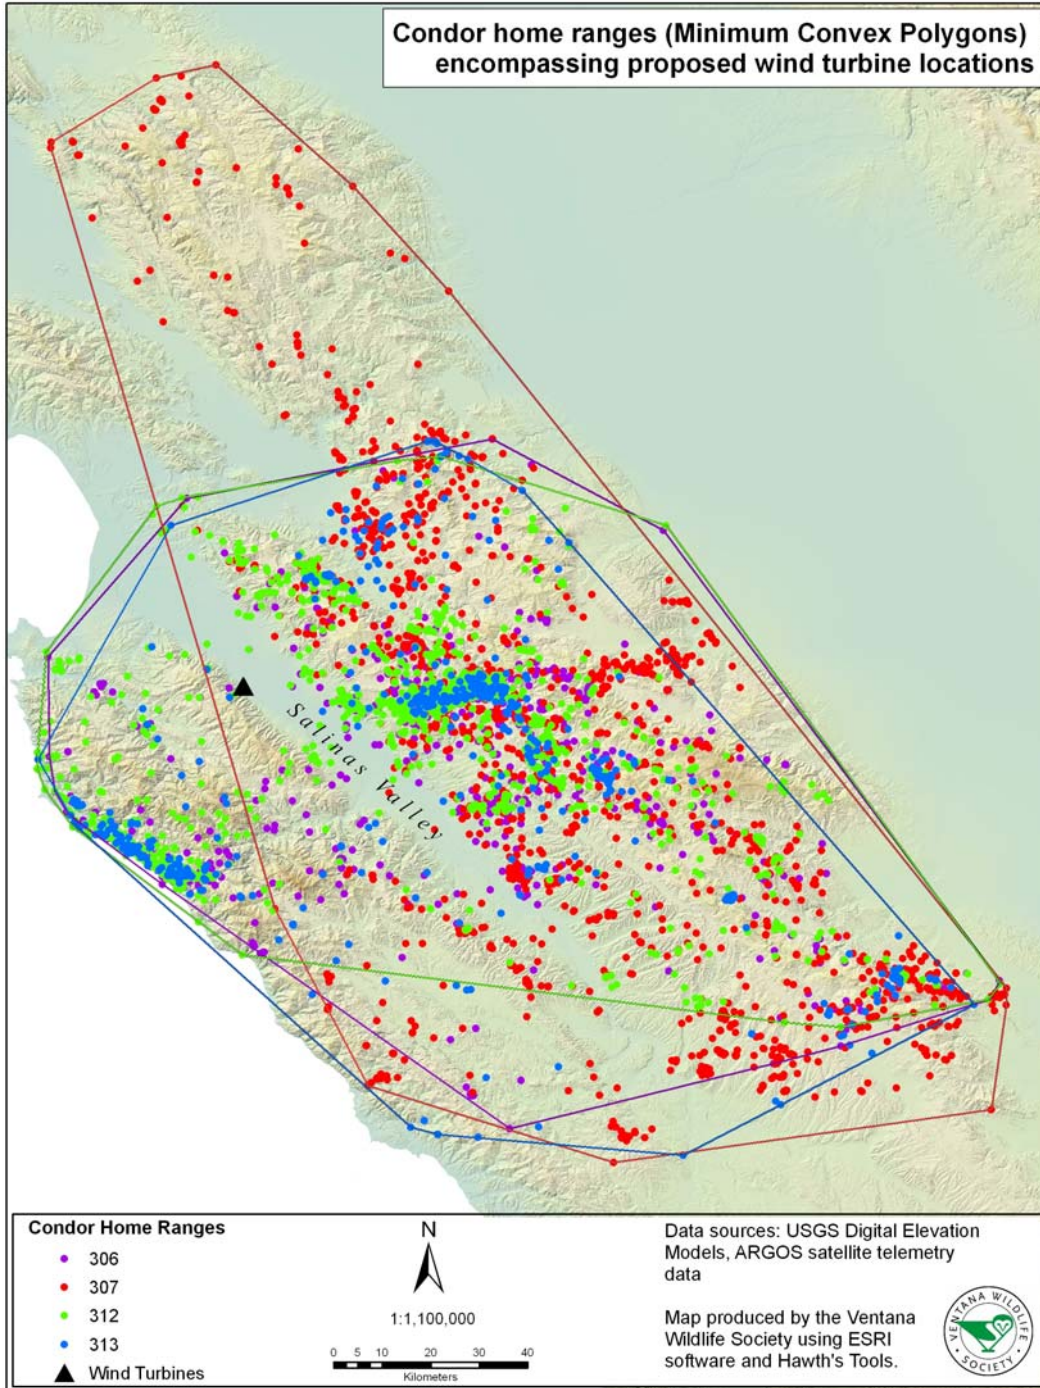 Condor home ranges (Minimum Convex Polygons)
encompassing proposed wind turbine locations
Salinas Valley
Condor Home Ranges
306
307
312
313
Wind Turbines
N
1:1,100,000
0 5 10 20 30 40
Kilometers
Data sources: USGS Digital Elevation
Models, ARGOS satellite telemetry
data
Map produced by the Ventana
Wildlife Society using ESRI
software and Hawth's Tools.
VENTANA WILDLIFE
SOCIETY